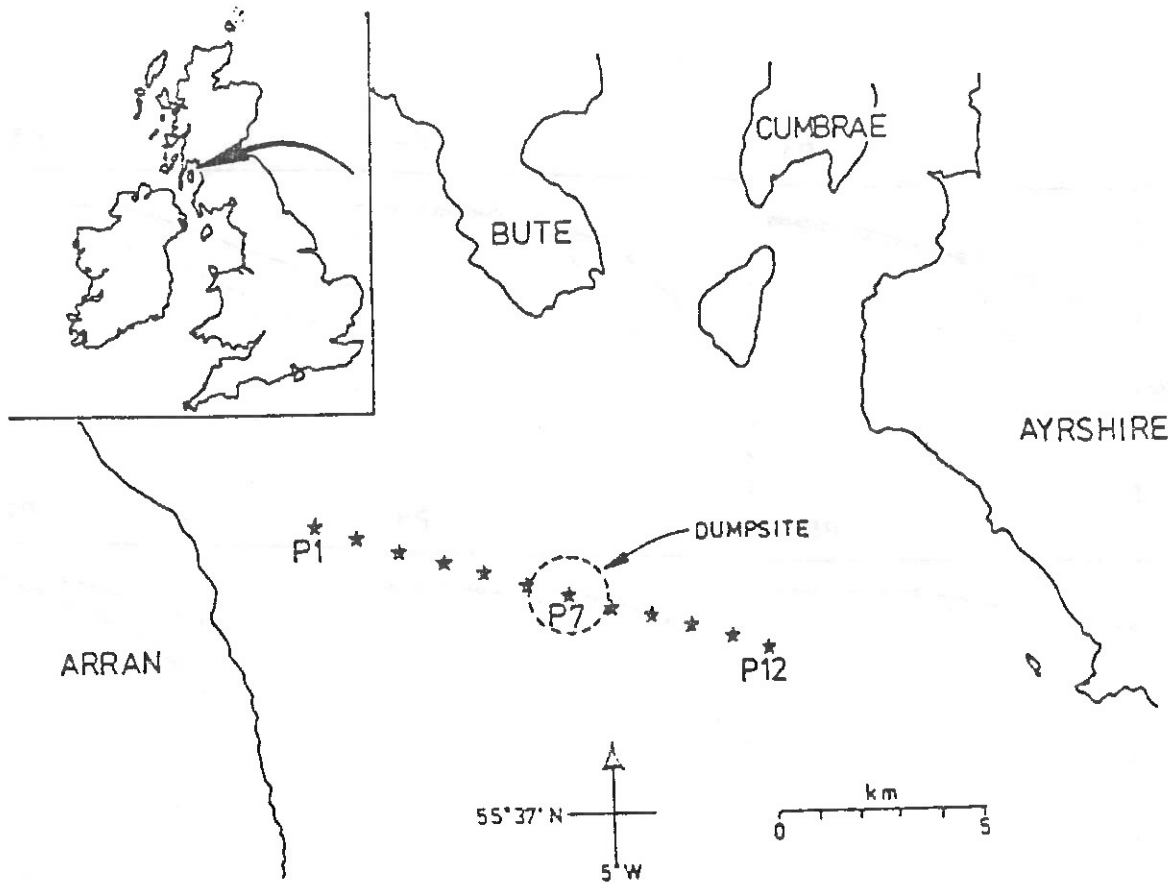 CUMBRAE
BUTE
AYRSHIRE
DUMPSITE
P1
P7
ARRAN
P12
km
55°37'N
0 5
5°W